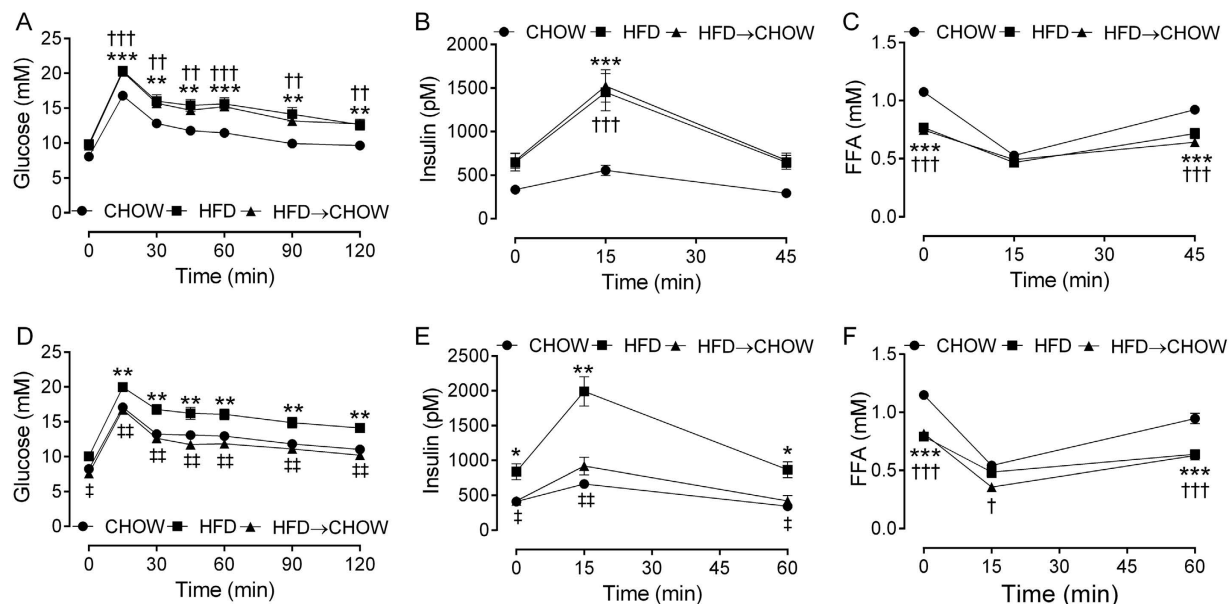 A
Glucose (mM)
25
20
15
10
5
0
†††
***
††
**
††
**
†††
***
††
**
††
**
CHOW HFD HFD→CHOW
0 30 60 90 120
Time (min)
B
CHOW HFD HFD→CHOW
Insulin (pM)
2000
1500
1000
500
0
***
†††
0 15 30 45
Time (min)
C
CHOW HFD HFD→CHOW
FFA (mM)
1.5
1.0
0.5
0.0
***
†††
***
†††
0 15 30 45
Time (min)
D
Glucose (mM)
25
20
15
10
5
0
** ** ** ** ** **
‡ ‡‡ ‡‡ ‡‡ ‡‡ ‡‡ ‡‡
CHOW HFD HFD→CHOW
0 30 60 90 120
Time (min)
E
CHOW HFD HFD→CHOW
Insulin (pM)
2500
2000
1500
1000
500
0
* ** *
‡ ‡‡ ‡
0 15 30 45 60
Time (min)
F
CHOW HFD HFD→CHOW
FFA (mM)
1.5
1.0
0.5
0.0
***
†††
†
***
†††
0 15 30 45 60
Time (min)